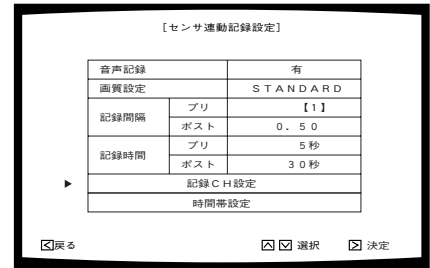 [センサ連動記録設定]
音声記録 有
画質設定 STANDARD
記録間隔 プリ 【1】
ポスト 0.50
記録時間 プリ 5秒
ポスト 30秒
▶ 記録CH設定
時間帯設定
戻る 選択 決定